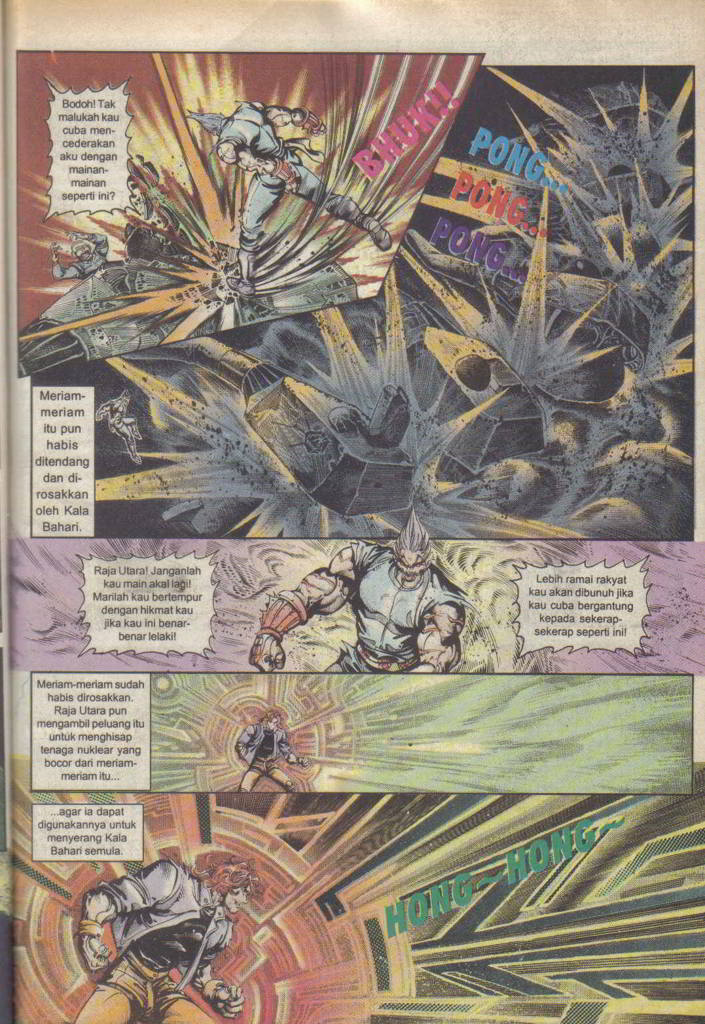 Bodoh! Tak
malukah kau
cuba men-
cederakan
aku dengan
mainan-
mainan
seperti ini?
BHUK!!
PONG...
PONG...
PONG...
Meriam-
meriam
itu pun
habis
ditendang
dan di-
rosakkan
oleh Kala
Bahari.
Raja Utara! Janganlah
kau main akal lagi!
Marilah kau bertempur
dengan hikmat kau
jika kau ini benar-
benar lelaki!
Lebih ramai rakyat
kau akan dibunuh jika
kau cuba bergantung
kepada sekerap-
sekerap seperti ini!
Meriam-meriam sudah
habis dirosakkan.
Raja Utara pun
mengambil peluang itu
untuk menghisap
tenaga nuklear yang
bocor dari meriam-
meriam itu...
...agar ia dapat
digunakannya untuk
menyerang Kala
Bahari semula.
HONG~HONG~